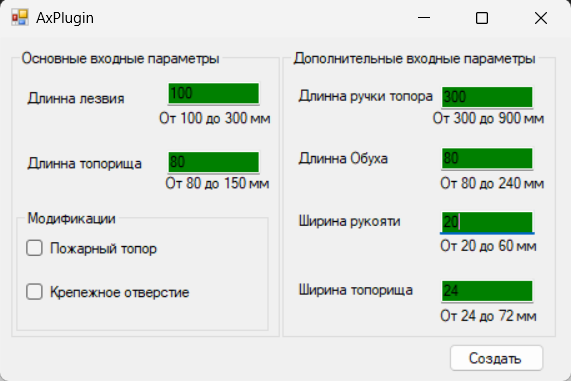 AxPlugin
Основные входные параметры
Длинна лезвия
100
От 100 до 300 мм
Длинна топорища
80
От 80 до 150 мм
Модификации
Пожарный топор
Крепежное отверстие
Дополнительные входные параметры
Длинна ручки топора
300
От 300 до 900 мм
Длинна Обуха
80
От 80 до 240 мм
Ширина рукояти
20
От 20 до 60 мм
Ширина топорища
24
От 24 до 72 мм
Создать